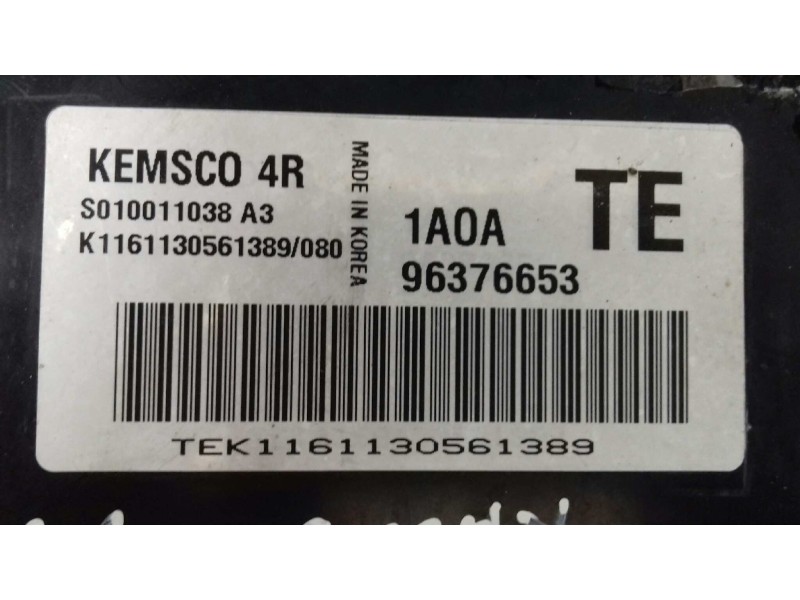 KEMSCO 4R
S010011038 A3
K1161130561389/080
MADE IN KOREA
1A0A
96376653
TE
TEK1161130561389